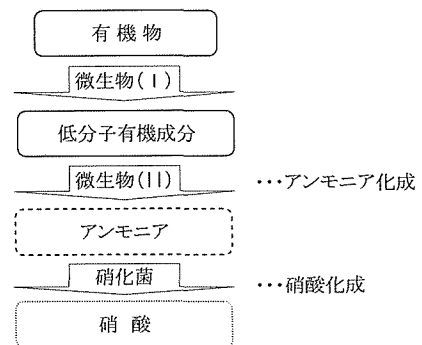 有機物
微生物(Ⅰ)
低分子有機成分
微生物(II)
・・・アンモニア化成
アンモニア
硝化菌
・・・硝酸化成
硝酸